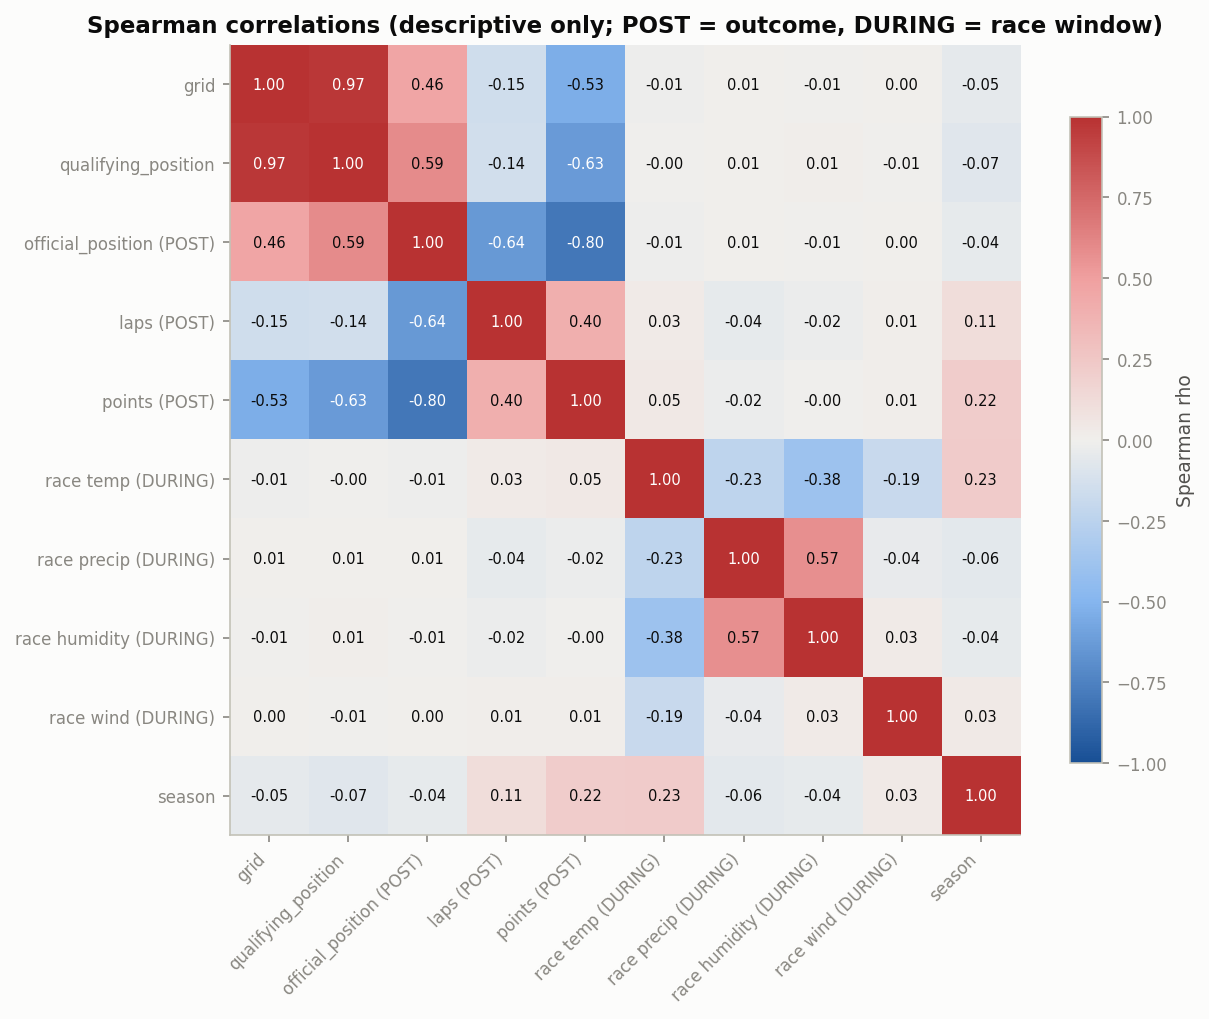 Spearman correlations (descriptive only; POST = outcome, DURING = race window)
grid 1.00 0.97 0.46 -0.15 -0.53 -0.01 0.01 -0.01 0.00 -0.05
qualifying_position 0.97 1.00 0.59 -0.14 -0.63 -0.00 0.01 0.01 -0.01 -0.07
official_position (POST) 0.46 0.59 1.00 -0.64 -0.80 -0.01 0.01 -0.01 0.00 -0.04
laps (POST) -0.15 -0.14 -0.64 1.00 0.40 0.03 -0.04 -0.02 0.01 0.11
points (POST) -0.53 -0.63 -0.80 0.40 1.00 0.05 -0.02 -0.00 0.01 0.22
race temp (DURING) -0.01 -0.00 -0.01 0.03 0.05 1.00 -0.23 -0.38 -0.19 0.23
race precip (DURING) 0.01 0.01 0.01 -0.04 -0.02 -0.23 1.00 0.57 -0.04 -0.06
race humidity (DURING) -0.01 0.01 -0.01 -0.02 -0.00 -0.38 0.57 1.00 0.03 -0.04
race wind (DURING) 0.00 -0.01 0.00 0.01 0.01 -0.19 -0.04 0.03 1.00 0.03
season -0.05 -0.07 -0.04 0.11 0.22 0.23 -0.06 -0.04 0.03 1.00
grid
qualifying_position
official_position (POST)
laps (POST)
points (POST)
race temp (DURING)
race precip (DURING)
race humidity (DURING)
race wind (DURING)
season
1.00
0.75
0.50
0.25
0.00
−0.25
−0.50
−0.75
−1.00
Spearman rho